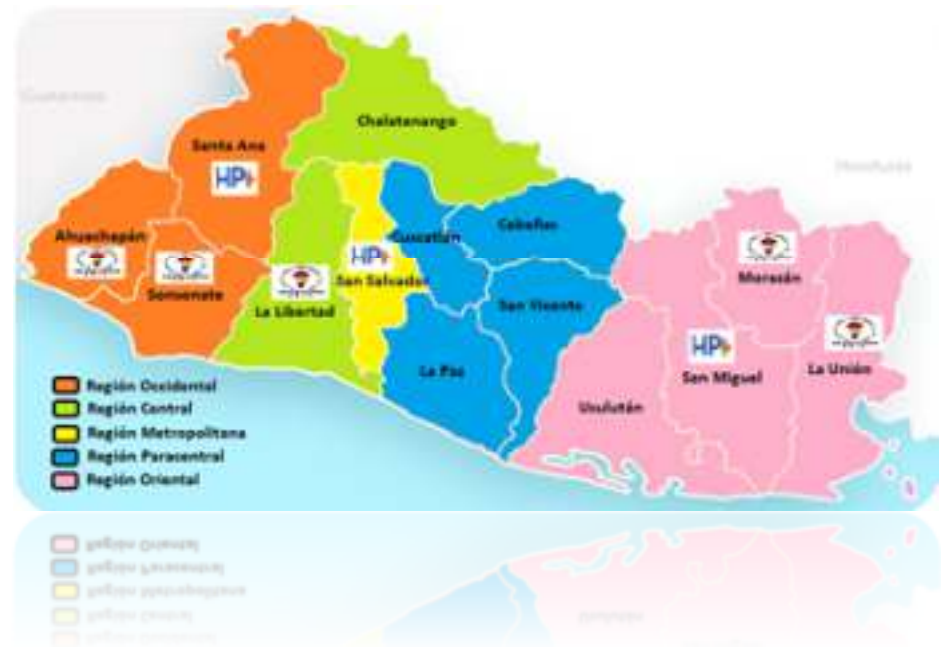 Guatemala
Honduras
Chalatenango
Santa Ana
HP
Ahuachapán
Sonsonate
La Libertad
HP
San Salvador
Cuscatlán
Cabañas
San Vicente
La Paz
Usulután
HP
San Miguel
Morazán
La Unión
Región Occidental
Región Central
Región Metropolitana
Región Paracentral
Región Oriental